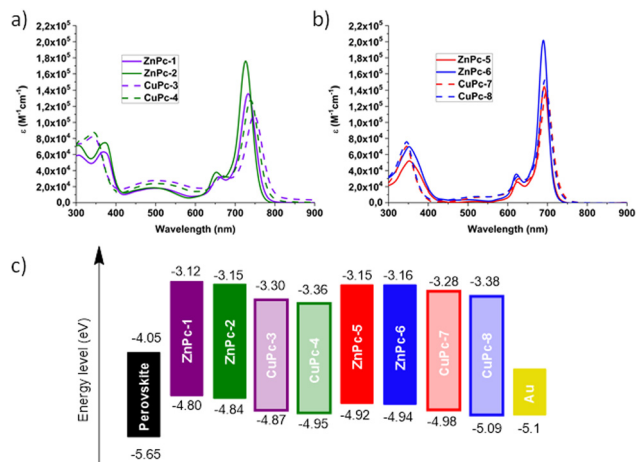 a)
b)
2,2x10⁵
2,0x10⁵
1,8x10⁵
1,6x10⁵
1,4x10⁵
1,2x10⁵
1,0x10⁵
8,0x10⁴
6,0x10⁴
4,0x10⁴
2,0x10⁴
0,0
ε (M⁻¹cm⁻¹)
ZnPc-1
ZnPc-2
CuPc-3
CuPc-4
300 400 500 600 700 800 900
Wavelength (nm)
2,2x10⁵
2,0x10⁵
1,8x10⁵
1,6x10⁵
1,4x10⁵
1,2x10⁵
1,0x10⁵
8,0x10⁴
6,0x10⁴
4,0x10⁴
2,0x10⁴
0,0
ε (M⁻¹cm⁻¹)
ZnPc-5
ZnPc-6
CuPc-7
CuPc-8
300 400 500 600 700 800 900
Wavelength (nm)
c)
Energy level (eV)
-4.05 -3.12 -3.15 -3.30 -3.36 -3.15 -3.16 -3.28 -3.38
Perovskite ZnPc-1 ZnPc-2 CuPc-3 CuPc-4 ZnPc-5 ZnPc-6 CuPc-7 CuPc-8 Au
-5.65 -4.80 -4.84 -4.87 -4.95 -4.92 -4.94 -4.98 -5.09 -5.1